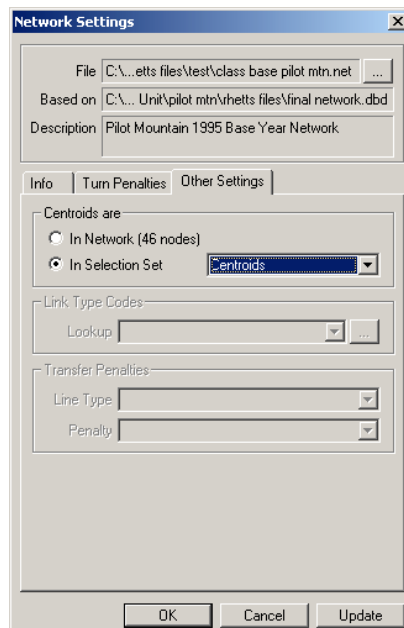 Network Settings
File C:\...etts files\test\class base pilot mtn.net ...
Based on C:\... Unit\pilot mtn\rhetts files\final network.dbd
Description Pilot Mountain 1995 Base Year Network
Info Turn Penalties Other Settings
Centroids are
In Network (46 nodes)
In Selection Set Centroids
Link Type Codes
Lookup ...
Transfer Penalties
Line Type
Penalty
OK Cancel Update